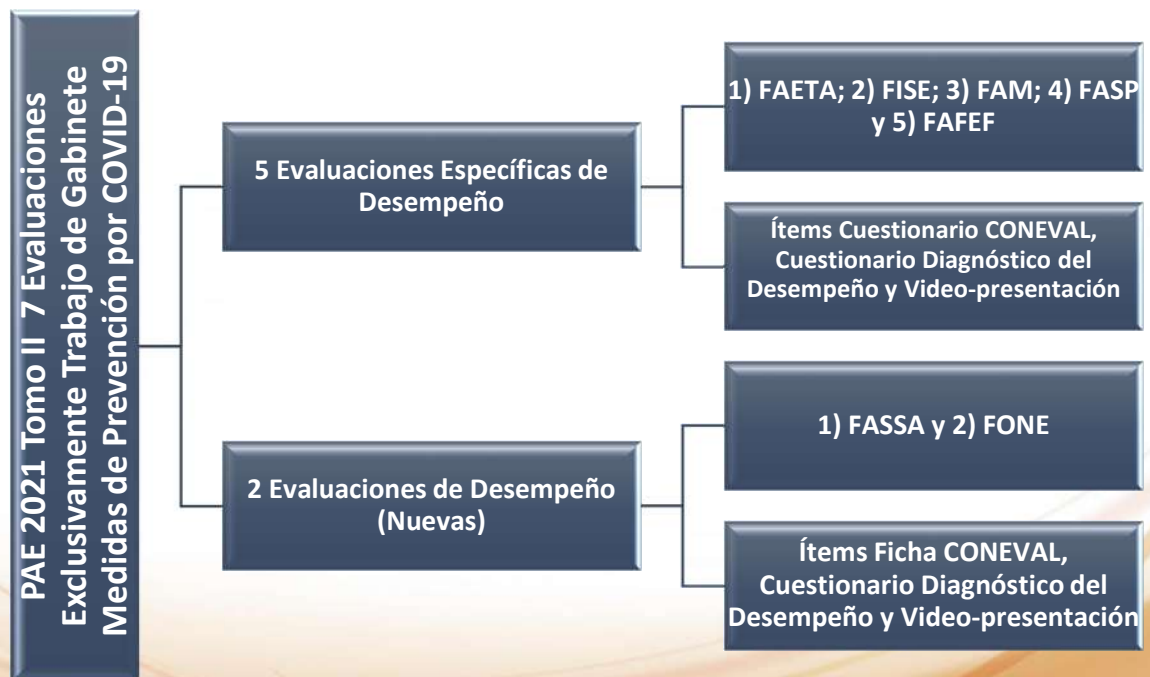 PAE 2021 Tomo II 7 Evaluaciones
Exclusivamente Trabajo de Gabinete
Medidas de Prevención por COVID-19
5 Evaluaciones Específicas de
Desempeño
1) FAETA; 2) FISE; 3) FAM; 4) FASP
y 5) FAFEF
Ítems Cuestionario CONEVAL,
Cuestionario Diagnóstico del
Desempeño y Video-presentación
2 Evaluaciones de Desempeño
(Nuevas)
1) FASSA y 2) FONE
Ítems Ficha CONEVAL,
Cuestionario Diagnóstico del
Desempeño y Video-presentación